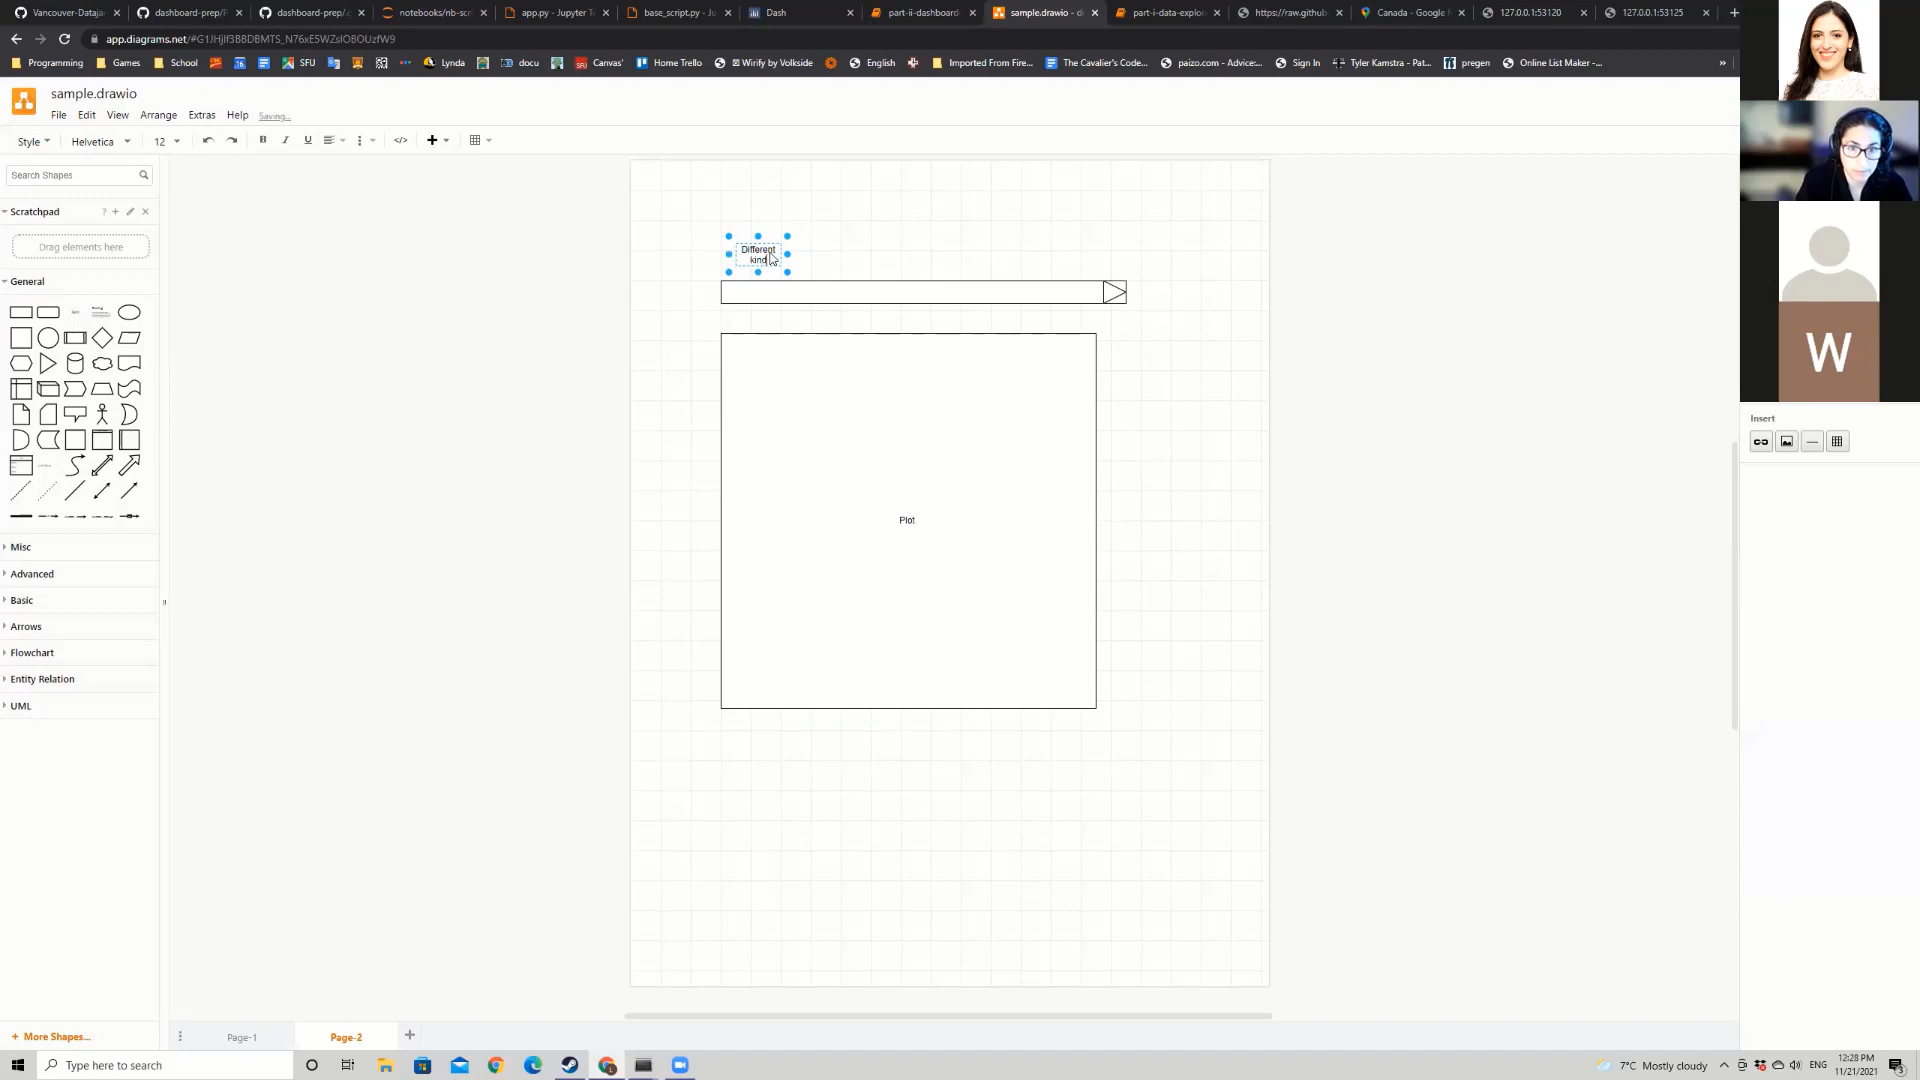 Vancouver-Dataja
dashboard-prep/P
dashboard-prep/.g
notebooks/nb-scr
app.py - Jupyter Te
base_script.py - Ju
Dash
part-ii-dashboard-
sample.drawio - di
part-i-data-explor
https://raw.github
Canada - Google M
127.0.0.1:53120
127.0.0.1:53125
app.diagrams.net/#G1JHjIf3BBDBMTS_N76xE5WZsIOBOUzfW9
Programming
Games
School
SFU
Lynda
docu
Canvas'
Home Trello
Wirify by Volkside
English
Imported From Fire...
The Cavalier's Code...
paizo.com - Advice:...
Sign In
Tyler Kamstra - Pat...
pregen
Online List Maker -...
»
sample.drawio
File Edit View Arrange Extras Help Saving...
Style Helvetica 12 B I U
Search Shapes
Scratchpad
?
Drag elements here
General
Misc
Advanced
Basic
Arrows
Flowchart
Entity Relation
UML
+ More Shapes...
Different
kind
Plot
Page-1
Page-2
W
Insert
Type here to search
7°C Mostly cloudy
ENG
12:28 PM
11/21/2021